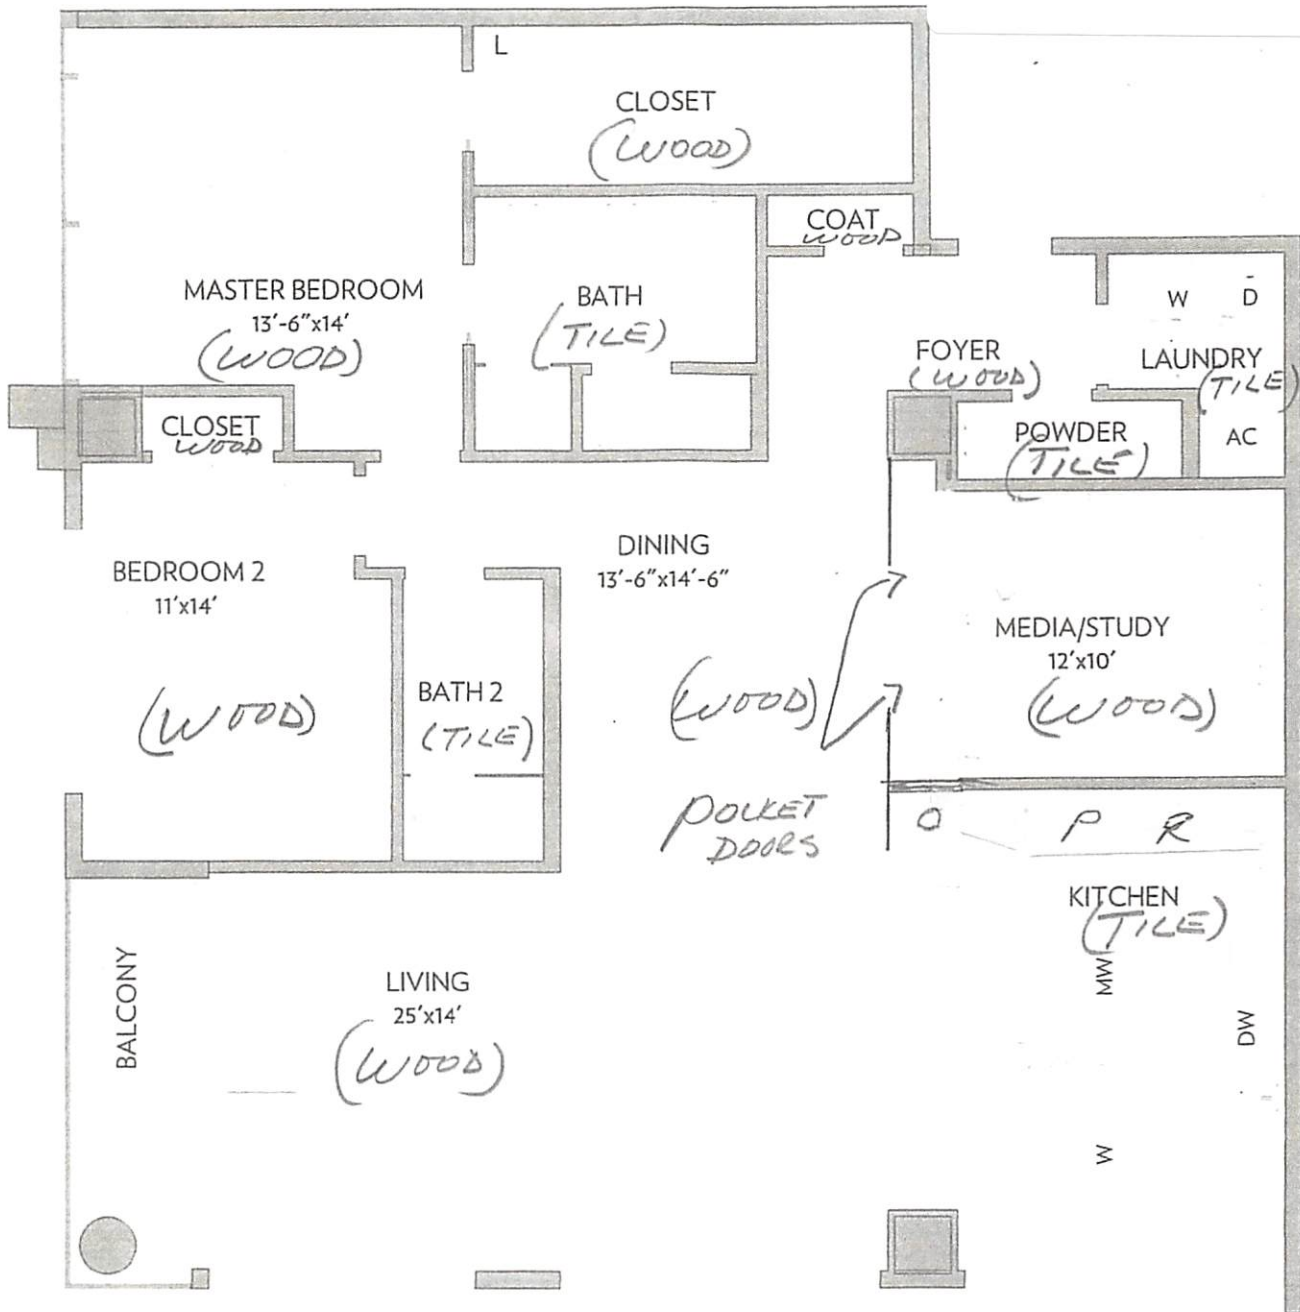 L
CLOSET
(WOOD)
COAT
WOOD
MASTER BEDROOM
13'-6"x14'
(WOOD)
BATH
(TILE)
W D
FOYER
(WOOD)
LAUNDRY
(TILE)
CLOSET
WOOD
POWDER
(TILE)
AC
BEDROOM 2
11'x14'
(WOOD)
DINING
13'-6"x14'-6"
(WOOD)
BATH 2
(TILE)
MEDIA/STUDY
12'x10'
(WOOD)
POCKET
DOORS
O P R
KITCHEN
(TILE)
BALCONY
LIVING
25'x14'
(WOOD)
MW
DW
W